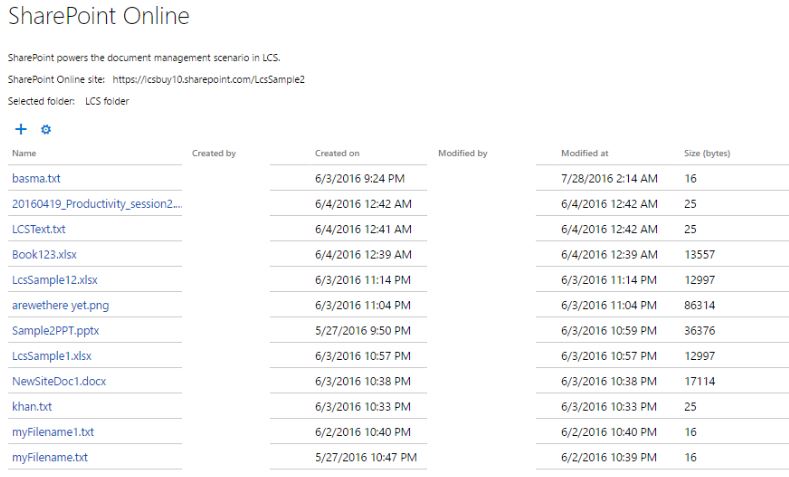 SharePoint Online
SharePoint powers the document management scenario in LCS.
SharePoint Online site: https://lcsbuy10.sharepoint.com/LcsSample2
Selected folder: LCS folder
Name Created by Created on Modified by Modified at Size (bytes)
basma.txt 6/3/2016 9:24 PM 7/28/2016 2:14 AM 16
20160419_Productivity_session2.... 6/4/2016 12:42 AM 6/4/2016 12:42 AM 25
LCSText.txt 6/4/2016 12:41 AM 6/4/2016 12:42 AM 25
Book123.xlsx 6/4/2016 12:39 AM 6/4/2016 12:39 AM 13557
LcsSample12.xlsx 6/3/2016 11:14 PM 6/3/2016 11:14 PM 12997
arewethere yet.png 6/3/2016 11:04 PM 6/3/2016 11:04 PM 86314
Sample2PPT.pptx 5/27/2016 9:50 PM 6/3/2016 10:59 PM 36376
LcsSample1.xlsx 6/3/2016 10:57 PM 6/3/2016 10:57 PM 12997
NewSiteDoc1.docx 6/3/2016 10:38 PM 6/3/2016 10:38 PM 17114
khan.txt 6/3/2016 10:33 PM 6/3/2016 10:33 PM 25
myFilename1.txt 6/2/2016 10:40 PM 6/2/2016 10:40 PM 16
myFilename.txt 5/27/2016 10:47 PM 6/2/2016 10:39 PM 16